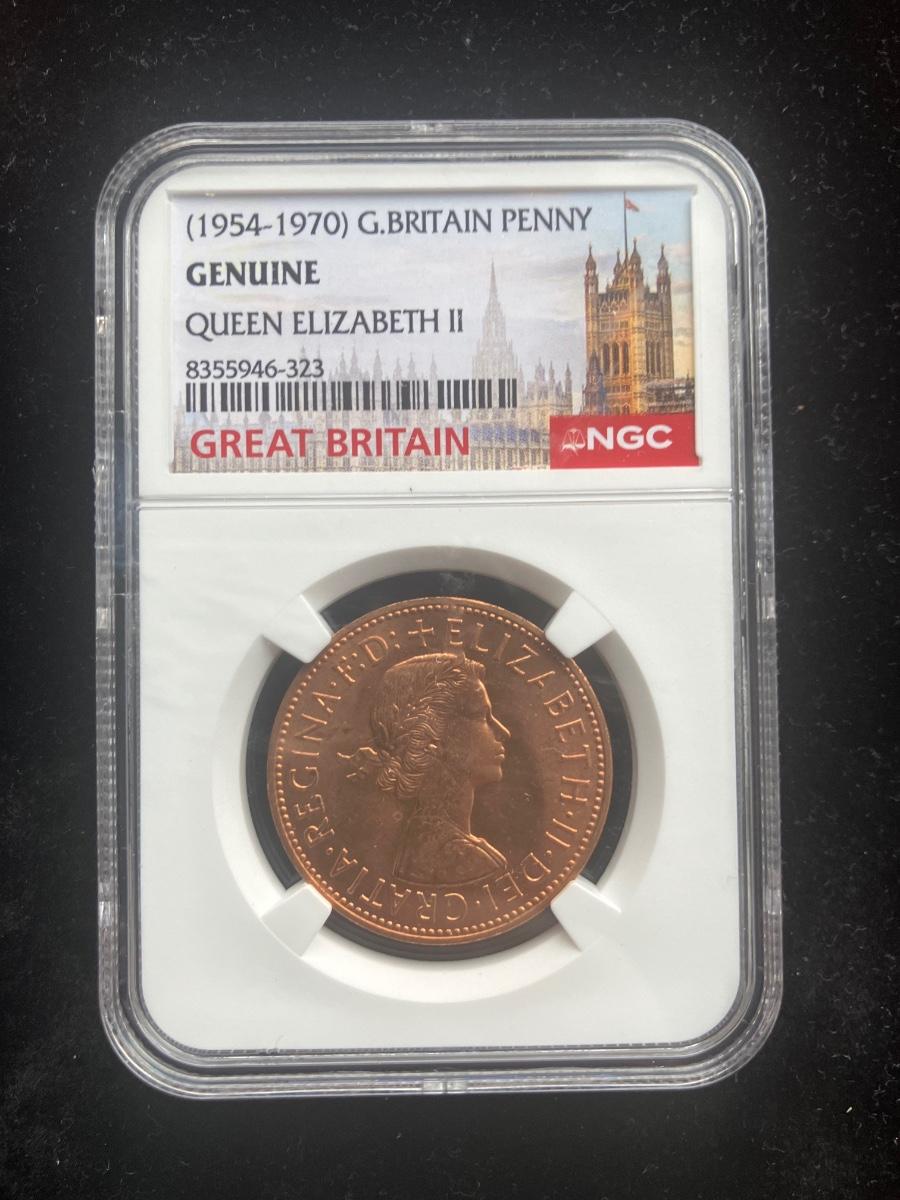 (1954-1970) G.BRITAIN PENNY
GENUINE
QUEEN ELIZABETH II
8355946-323
GREAT BRITAIN
NGC
+ELIZABETH·II·DEI·GRATIA·REGINA·F:D: